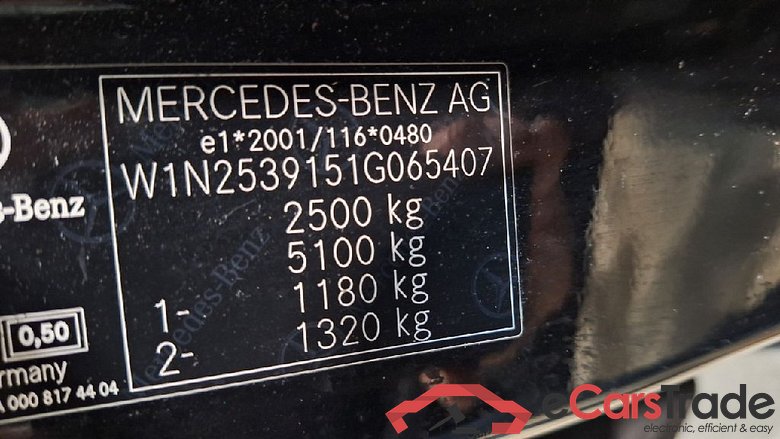 MERCEDES-BENZ AG
e1*2001/116*0480
W1N2539151G065407
2500 kg
5100 kg
1- 1180 kg
2- 1320 kg
s-Benz
0,50
ermany
A 000 817 44 04
eCarsTrade
electronic, efficient & easy